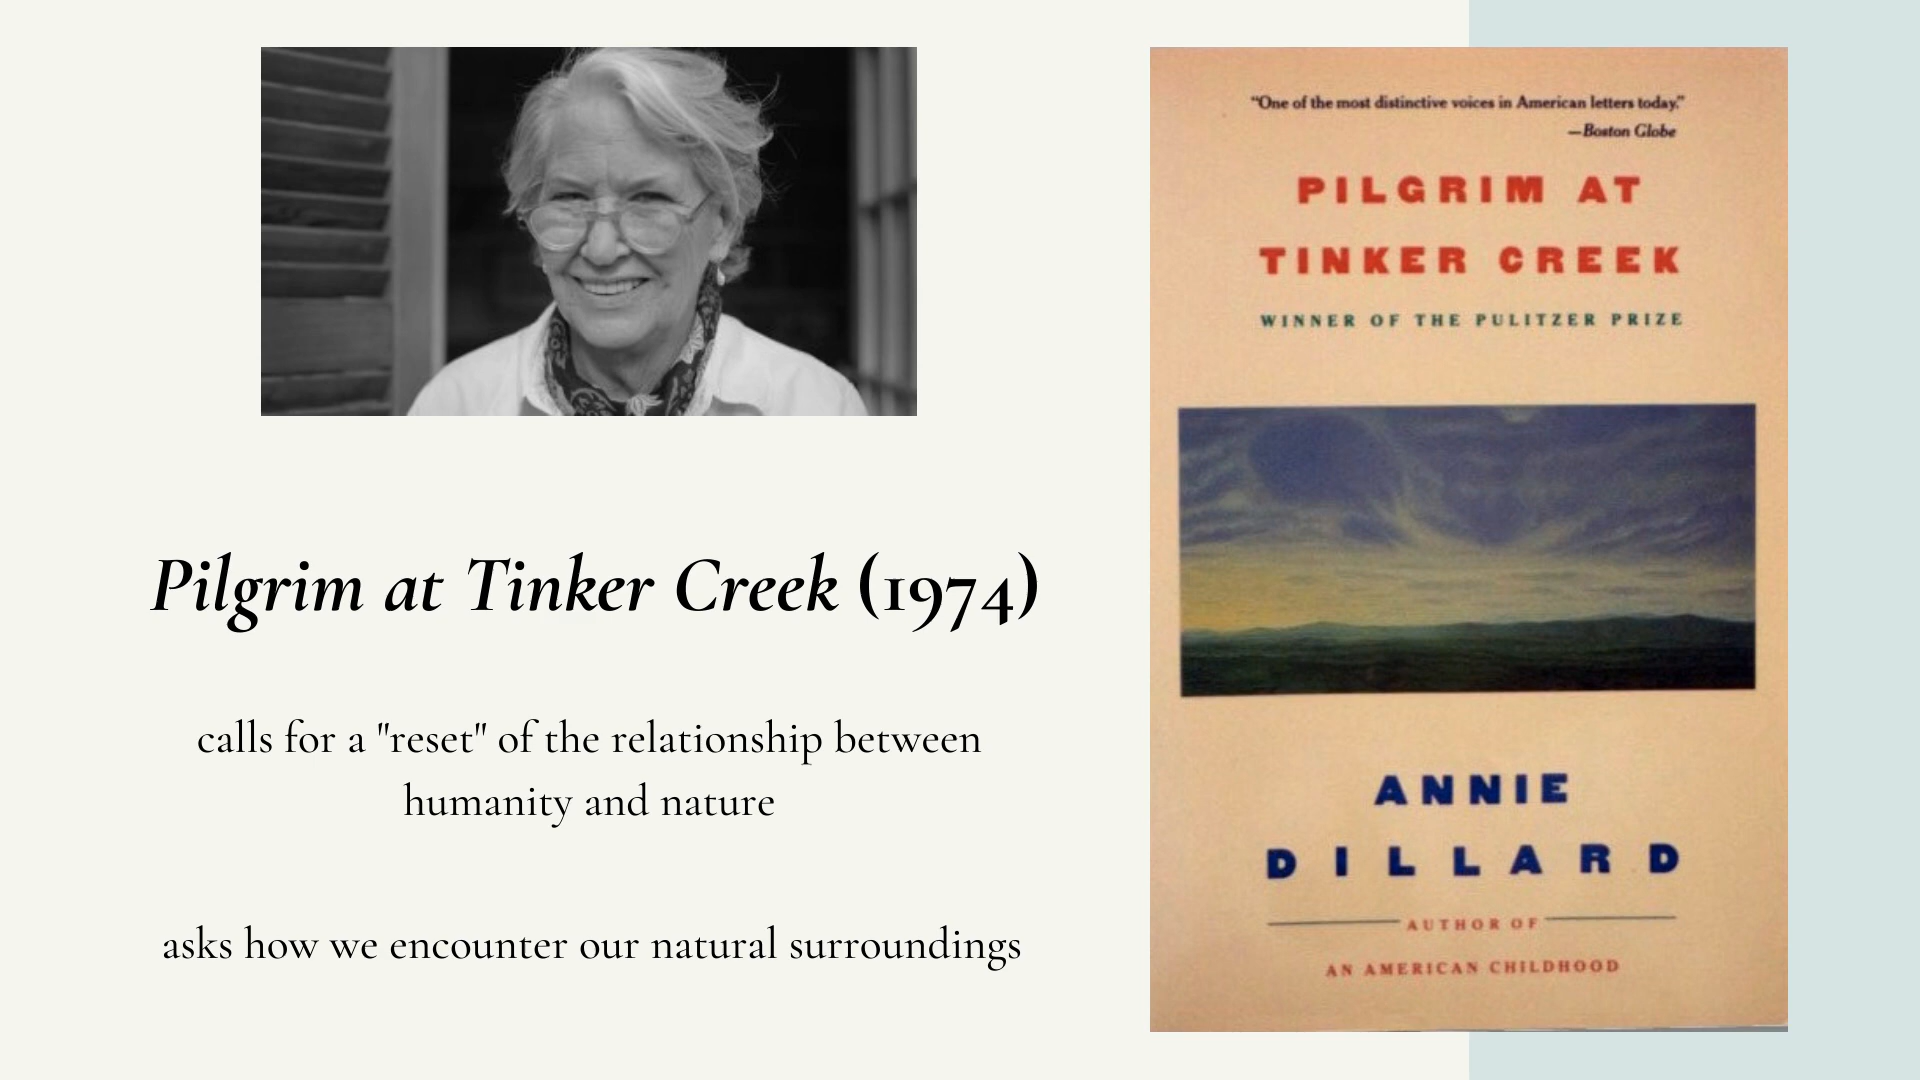 Pilgrim at Tinker Creek (1974)
calls for a "reset" of the relationship between
humanity and nature
asks how we encounter our natural surroundings
“One of the most distinctive voices in American letters today.”
—Boston Globe
PILGRIM AT
TINKER CREEK
WINNER OF THE PULITZER PRIZE
ANNIE
DILLARD
AUTHOR OF
AN AMERICAN CHILDHOOD